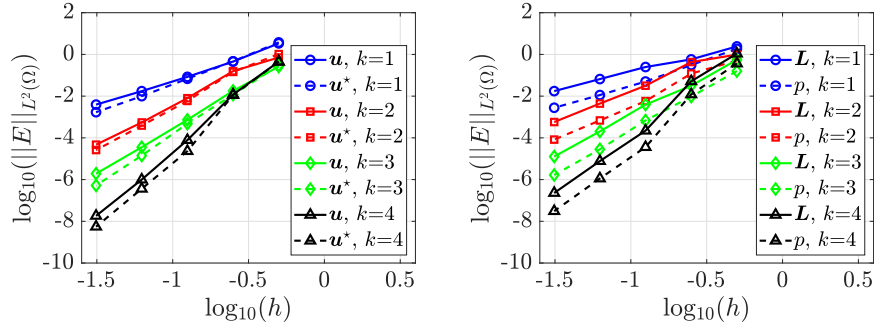 2
0
-2
-4
-6
-8
-10
-1.5
-1
-0.5
0
0.5
log₁₀(h)
log₁₀(||E||_{L²(Ω)})
u, k=1
u⋆, k=1
u, k=2
u⋆, k=2
u, k=3
u⋆, k=3
u, k=4
u⋆, k=4
2
0
-2
-4
-6
-8
-10
-1.5
-1
-0.5
0
0.5
log₁₀(h)
log₁₀(||E||_{L²(Ω)})
L, k=1
p, k=1
L, k=2
p, k=2
L, k=3
p, k=3
L, k=4
p, k=4